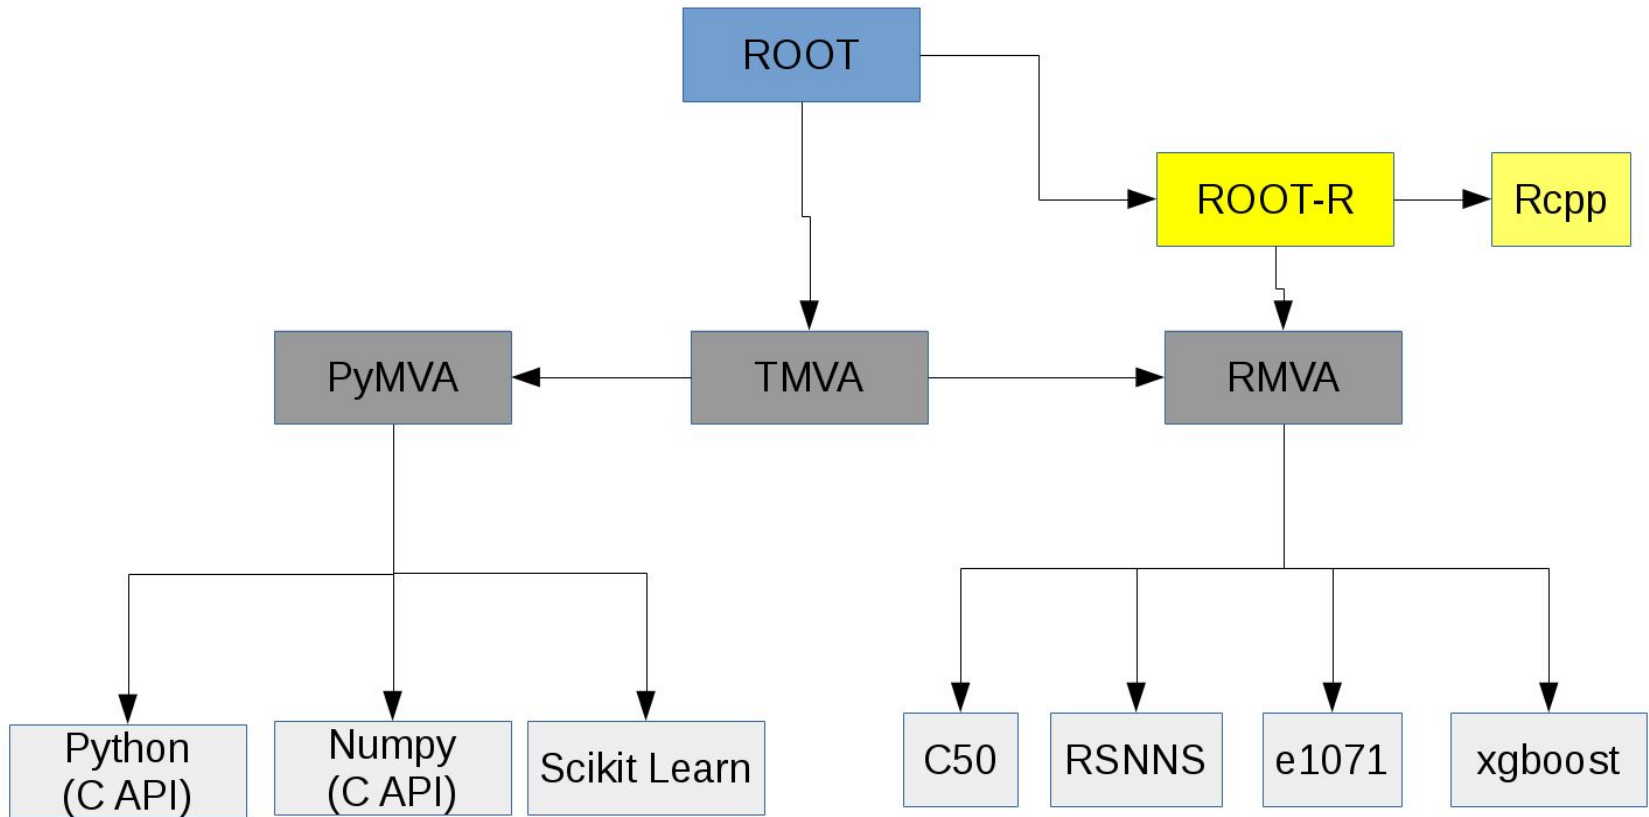 ROOT
ROOT-R
Rcpp
PyMVA
TMVA
RMVA
Python
(C API)
Numpy
(C API)
Scikit Learn
C50
RSNNS
e1071
xgboost